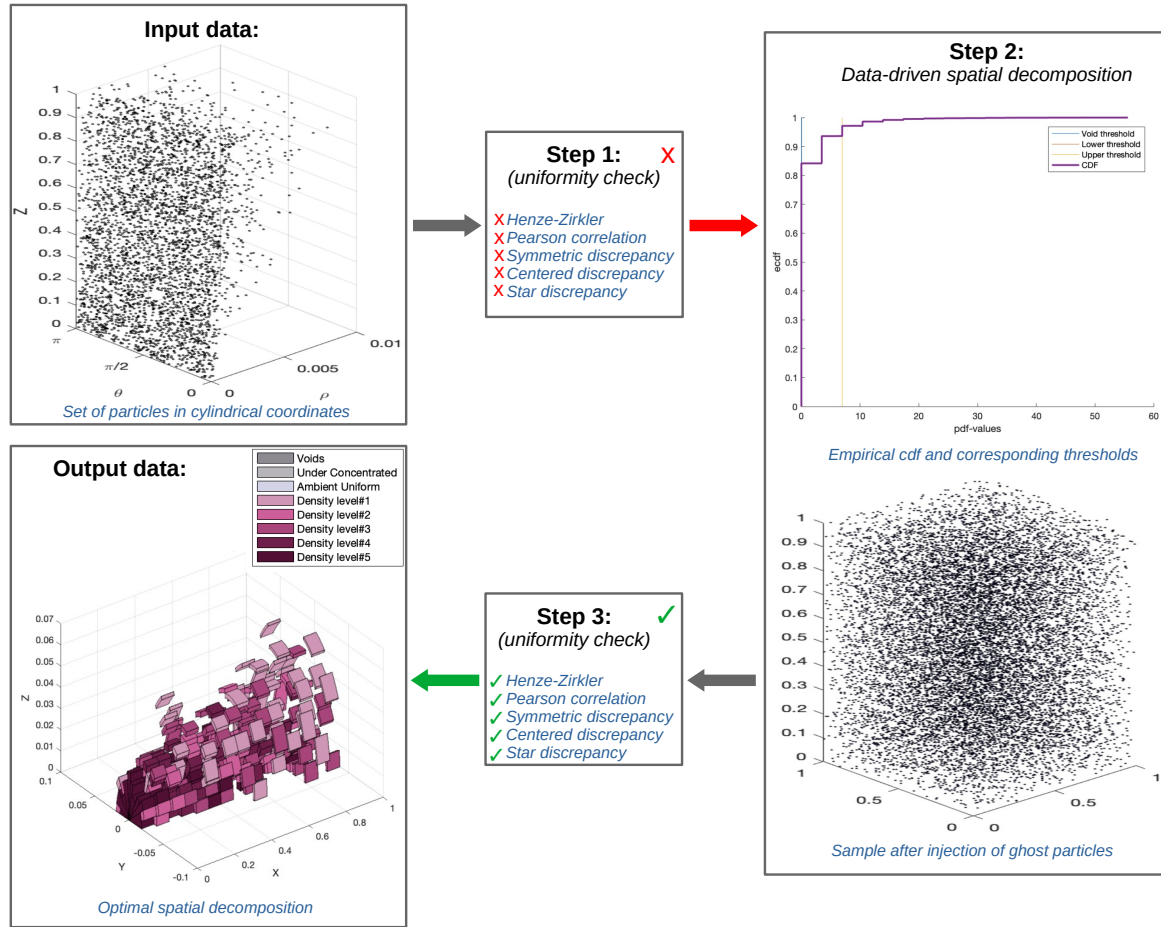 Input data:
1
0.9
0.8
0.7
0.6
0.5
0.4
0.3
0.2
0.1
0
Z
π
π/2
0
θ
0
0.005
0.01
ρ
Set of particles in cylindrical coordinates
Step 1:
X
(uniformity check)
X Henze-Zirkler
X Pearson correlation
X Symmetric discrepancy
X Centered discrepancy
X Star discrepancy
Step 2:
Data-driven spatial decomposition
1
0.9
0.8
0.7
0.6
0.5
0.4
0.3
0.2
0.1
0
ecdf
0 10 20 30 40 50 60
pdf-values
Void threshold
Lower threshold
Upper threshold
CDF
Empirical cdf and corresponding thresholds
1
0.9
0.8
0.7
0.6
0.5
0.4
0.3
0.2
0.1
0
1
0.5
0
0
0.5
1
Sample after injection of ghost particles
Step 3:
✓
(uniformity check)
✓ Henze-Zirkler
✓ Pearson correlation
✓ Symmetric discrepancy
✓ Centered discrepancy
✓ Star discrepancy
Output data:
Voids
Under Concentrated
Ambient Uniform
Density level#1
Density level#2
Density level#3
Density level#4
Density level#5
0.07
0.06
0.05
0.04
0.03
0.02
0.01
0
Z
0.1
0.05
0
-0.05
-0.1
Y
0
0.2
0.4
0.6
0.8
1
X
Optimal spatial decomposition